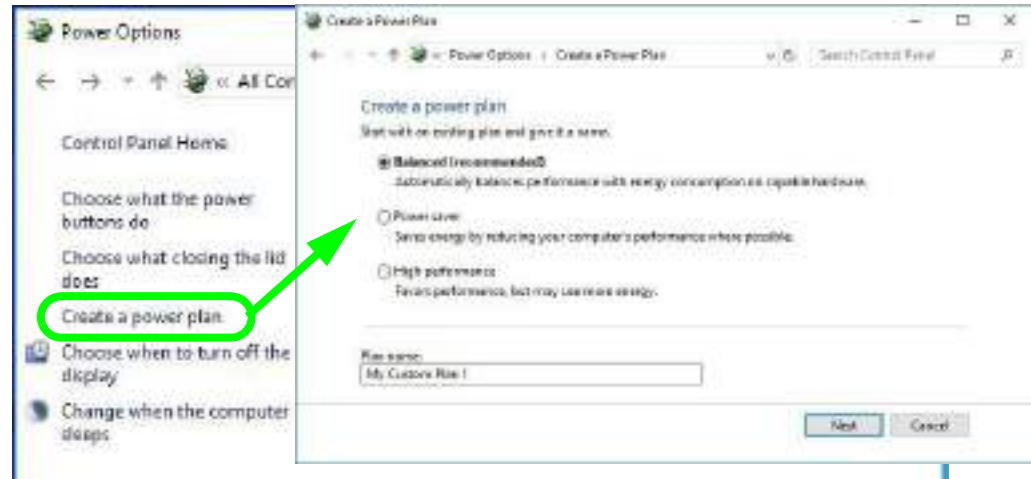 Power Options
« All Con
Control Panel Home
Choose what the power
buttons do
Choose what closing the lid
does
Create a power plan
Choose when to turn off the
display
Change when the computer
sleeps
Create a Power Plan
« Power Options › Create a Power Plan
Search Control Panel
Create a power plan
Start with an existing plan and give it a name.
Balanced (recommended)
Automatically balances performance with energy consumption on capable hardware.
Power saver
Saves energy by reducing your computer's performance where possible.
High performance
Favors performance, but may use more energy.
Plan name:
My Custom Plan 1
Next Cancel